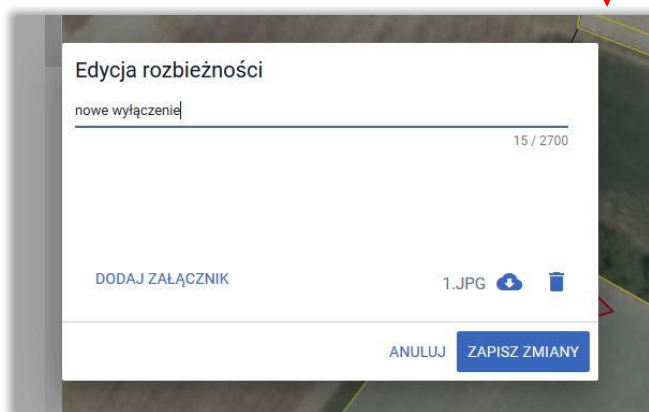 Edycja rozbieżności
nowe wyłączenie
15 / 2700
DODAJ ZAŁĄCZNIK 1.JPG
ANULUJ ZAPISZ ZMIANY